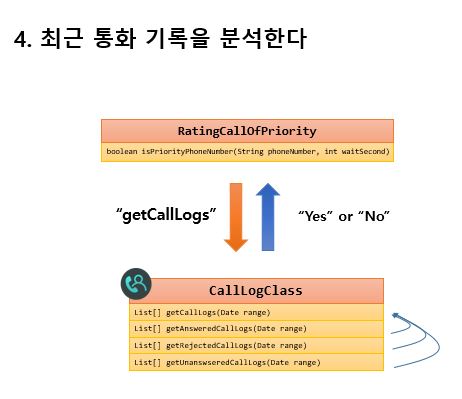 4. 최근 통화 기록을 분석한다
RatingCallOfPriority
boolean isPriorityPhoneNumber(String phoneNumber, int waitSecond)
“getCallLogs”
“Yes” or “No”
CallLogClass
List[] getCallLogs(Date range)
List[] getAnsweredCallLogs(Date range)
List[] getRejectedCallLogs(Date range)
List[] getUnanswseredCallLogs(Date range)